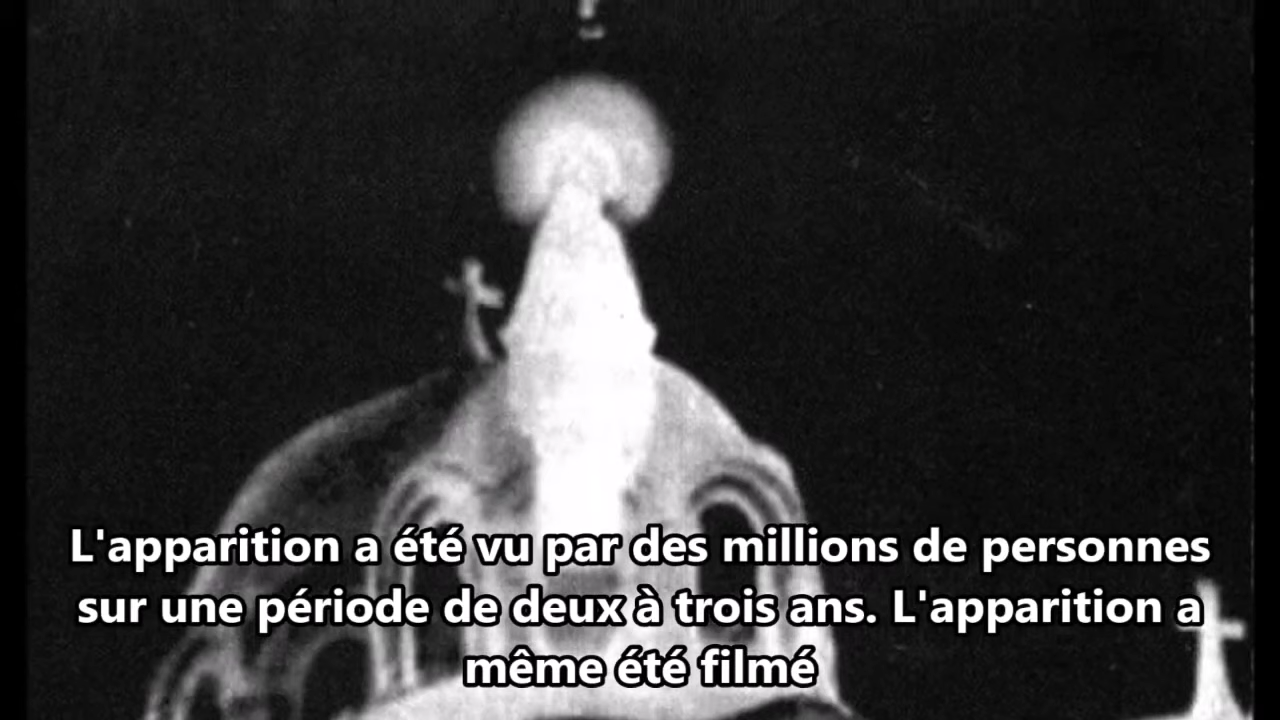 L'apparition a été vu par des millions de personnes
sur une période de deux à trois ans. L'apparition a
même été filmé